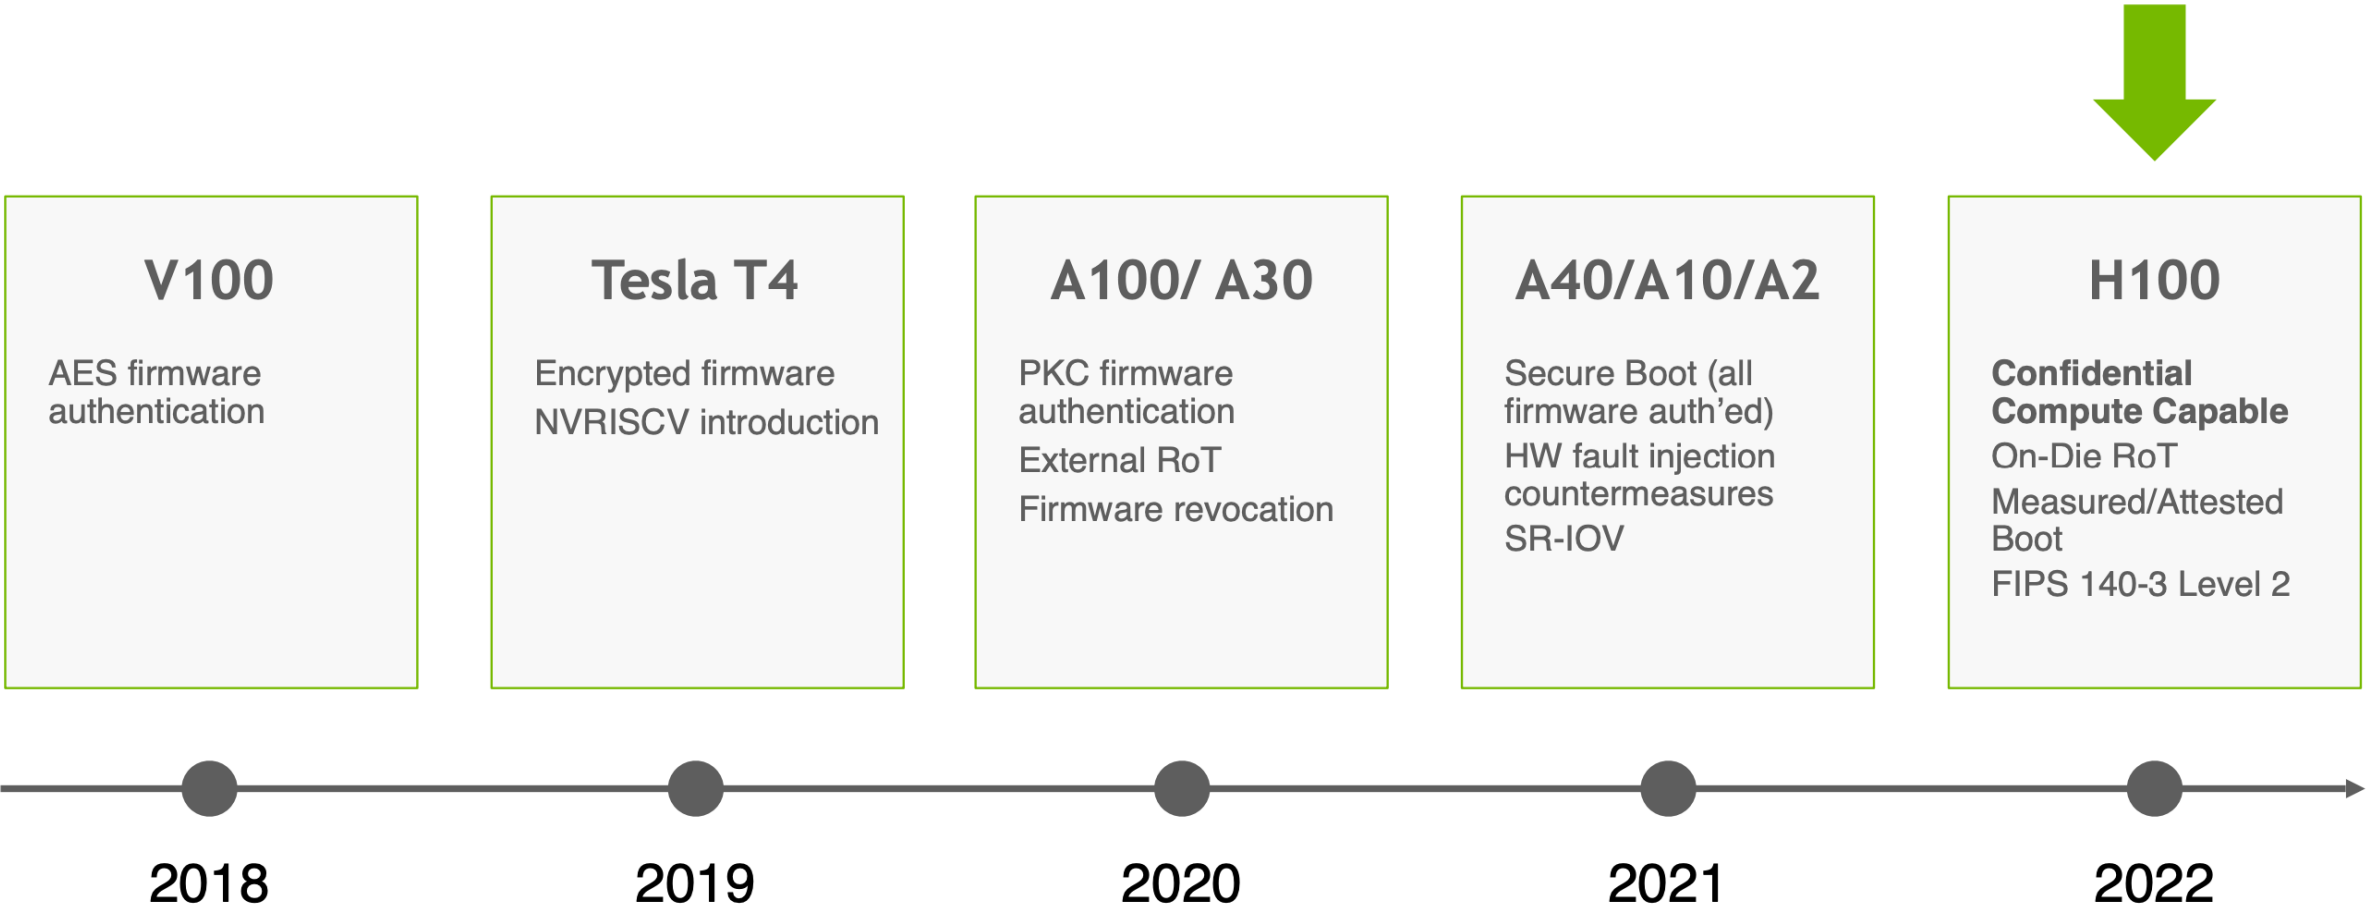 V100
AES firmware
authentication
Tesla T4
Encrypted firmware
NVRISCV introduction
A100/ A30
PKC firmware
authentication
External RoT
Firmware revocation
A40/A10/A2
Secure Boot (all
firmware auth’ed)
HW fault injection
countermeasures
SR-IOV
H100
Confidential
Compute Capable
On-Die RoT
Measured/Attested
Boot
FIPS 140-3 Level 2
2018
2019
2020
2021
2022